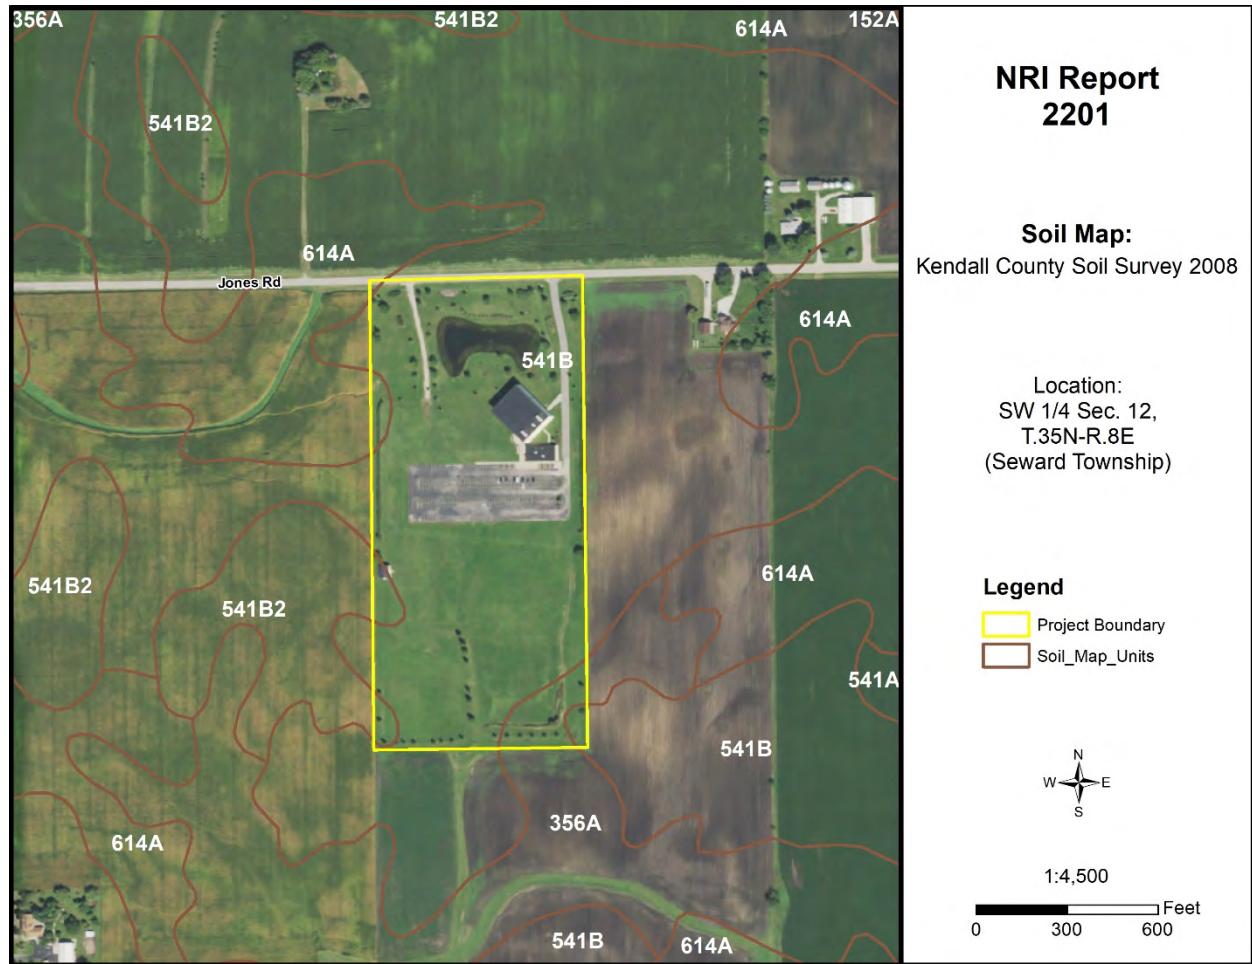 356A
541B2
614A
152A
541B2
614A
Jones Rd
614A
541B
614A
541B2
541B2
541A
541B
356A
614A
541B
614A
NRI Report
2201
Soil Map:
Kendall County Soil Survey 2008
Location:
SW 1/4 Sec. 12,
T.35N-R.8E
(Seward Township)
Legend
Project Boundary
Soil_Map_Units
N
W E
S
1:4,500
Feet
0 300 600